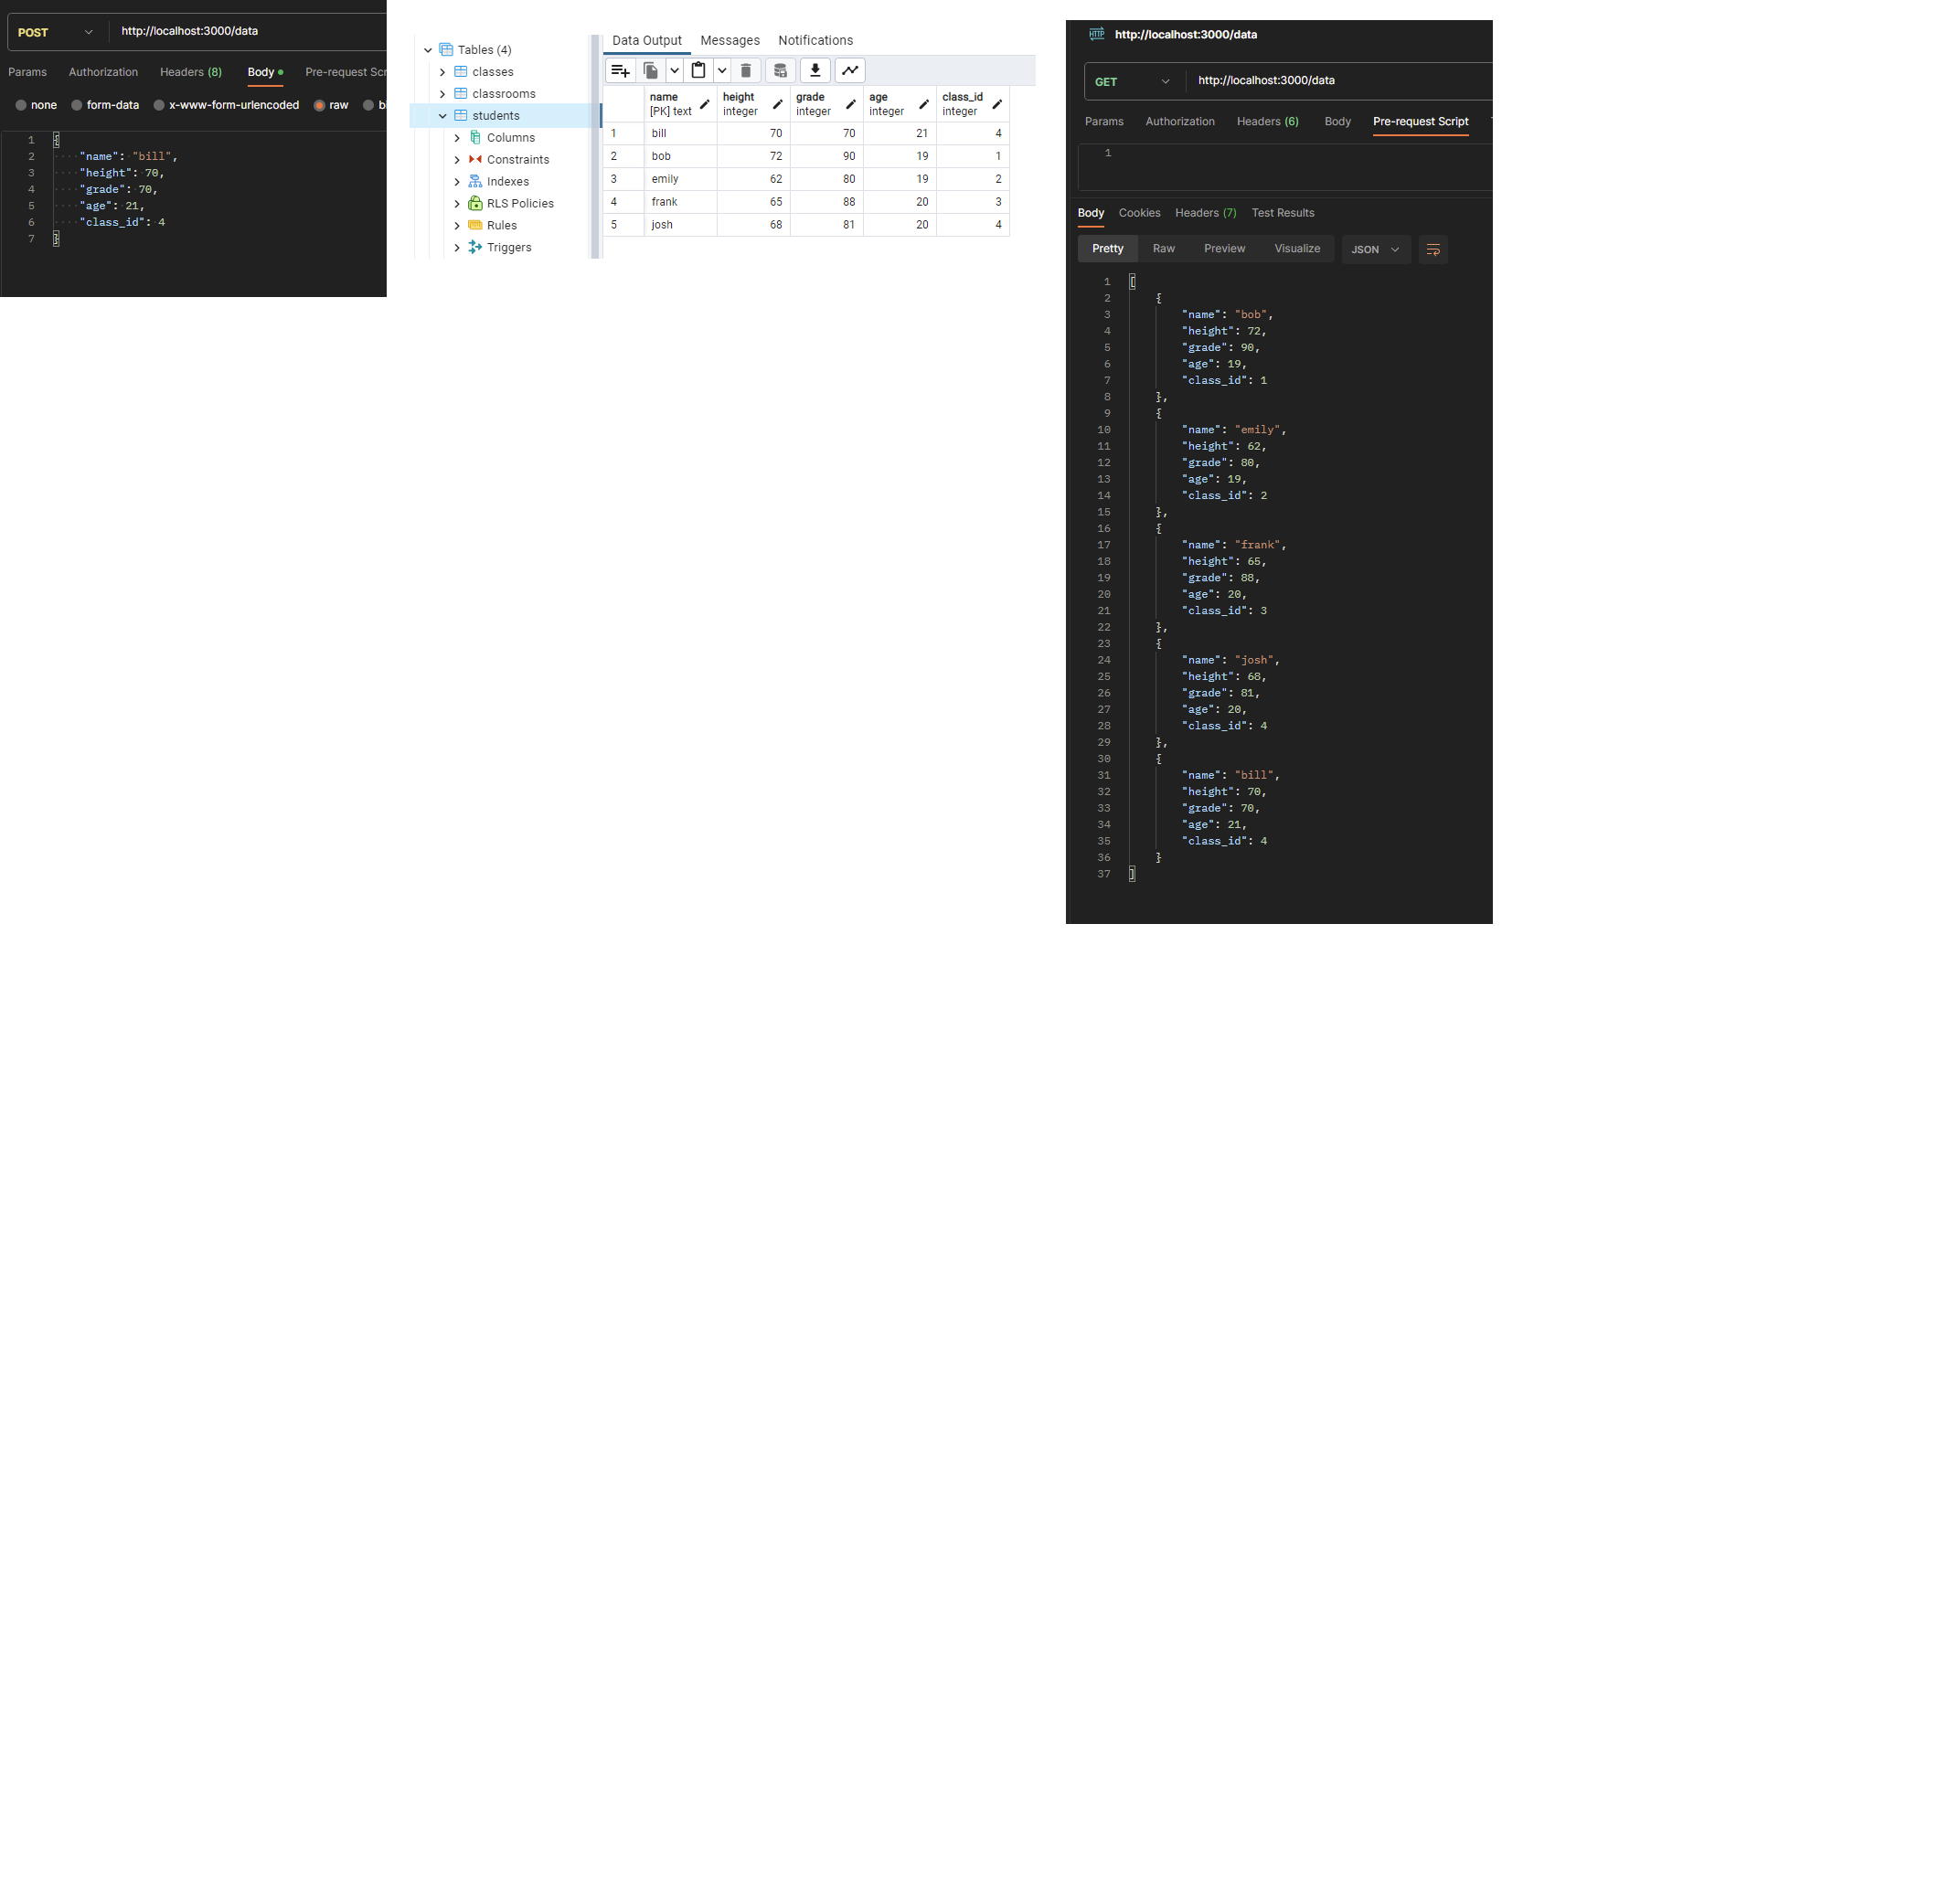 POST http://localhost:3000/data
Params Authorization Headers (8) Body Pre-request Scr
none form-data x-www-form-urlencoded raw bi
1 {
2 "name": "bill",
3 "height": 70,
4 "grade": 70,
5 "age": 21,
6 "class_id": 4
7 }
Tables (4)
classes
classrooms
students
Columns
Constraints
Indexes
RLS Policies
Rules
Triggers
Data Output Messages Notifications
name height grade age class_id
[PK] text integer integer integer integer
1 bill 70 70 21 4
2 bob 72 90 19 1
3 emily 62 80 19 2
4 frank 65 88 20 3
5 josh 68 81 20 4
HTTP http://localhost:3000/data
GET http://localhost:3000/data
Params Authorization Headers (6) Body Pre-request Script
1
Body Cookies Headers (7) Test Results
Pretty Raw Preview Visualize JSON
1 [
2 {
3 "name": "bob",
4 "height": 72,
5 "grade": 90,
6 "age": 19,
7 "class_id": 1
8 },
9 {
10 "name": "emily",
11 "height": 62,
12 "grade": 80,
13 "age": 19,
14 "class_id": 2
15 },
16 {
17 "name": "frank",
18 "height": 65,
19 "grade": 88,
20 "age": 20,
21 "class_id": 3
22 },
23 {
24 "name": "josh",
25 "height": 68,
26 "grade": 81,
27 "age": 20,
28 "class_id": 4
29 },
30 {
31 "name": "bill",
32 "height": 70,
33 "grade": 70,
34 "age": 21,
35 "class_id": 4
36 }
37 ]